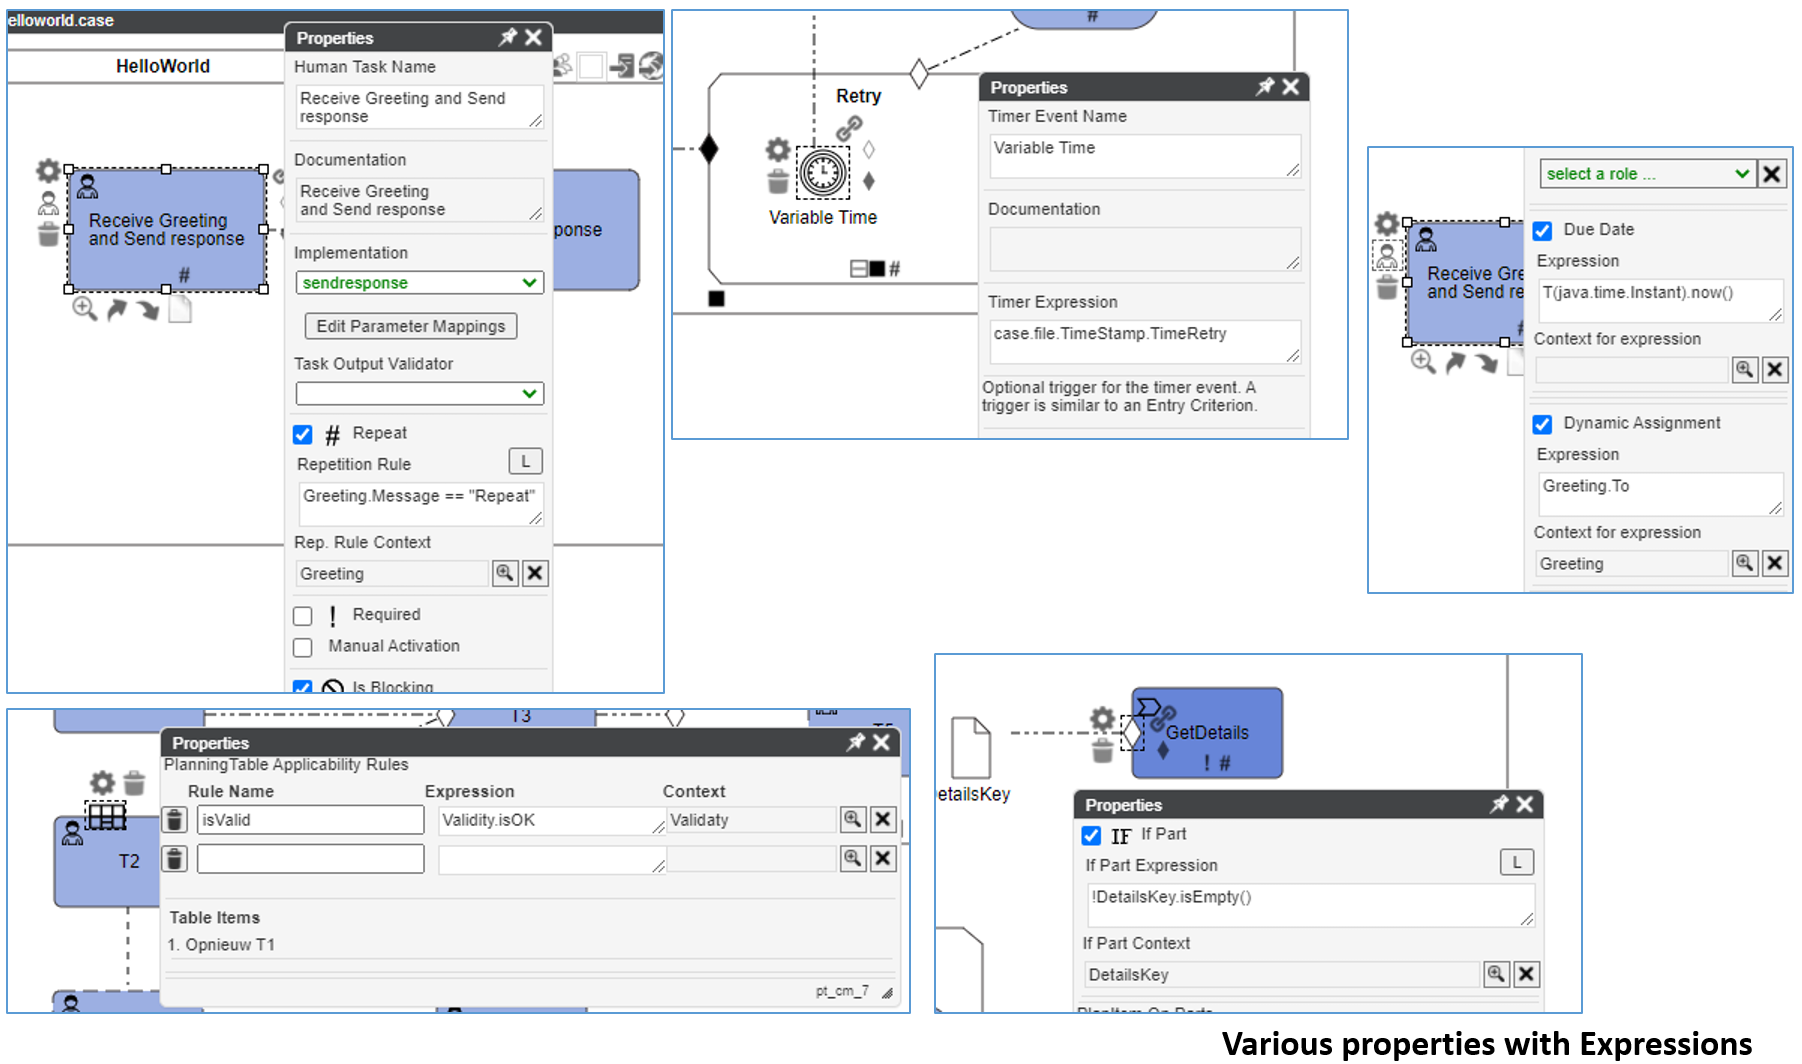 elloworld.case
HelloWorld
Receive Greeting
and Send response
#
ponse
Properties
Human Task Name
Receive Greeting and Send
response
Documentation
Receive Greeting
and Send response
Implementation
sendresponse
Edit Parameter Mappings
Task Output Validator
# Repeat
Repetition Rule
L
Greeting.Message == "Repeat"
Rep. Rule Context
Greeting
! Required
Manual Activation
Is Blocking
#
Retry
Variable Time
#
Properties
Timer Event Name
Variable Time
Documentation
Timer Expression
case.file.TimeStamp.TimeRetry
Optional trigger for the timer event. A
trigger is similar to an Entry Criterion.
Receive Gre
and Send re
select a role ...
Due Date
Expression
T(java.time.Instant).now()
Context for expression
Dynamic Assignment
Expression
Greeting.To
Context for expression
Greeting
T3
T5
T2
Properties
PlanningTable Applicability Rules
Rule Name Expression Context
isValid Validity.isOK Validaty
Table Items
1. Opnieuw T1
pt_cm_7
GetDetails
! #
etailsKey
Properties
IF If Part
If Part Expression
L
!DetailsKey.isEmpty()
If Part Context
DetailsKey
PlanItem On Parts
Various properties with Expressions